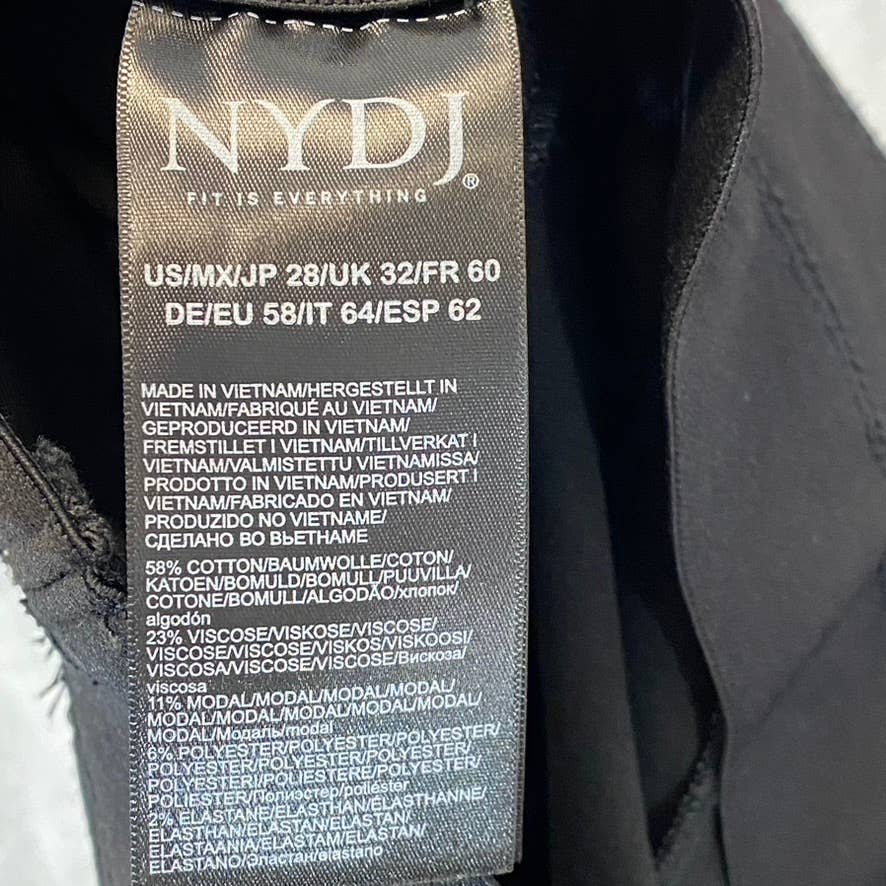 NYDJ®
FIT IS EVERYTHING
US/MX/JP 28/UK 32/FR 60
DE/EU 58/IT 64/ESP 62
MADE IN VIETNAM/HERGESTELLT IN
VIETNAM/FABRIQUÉ AU VIETNAM/
GEPRODUCEERD IN VIETNAM/
FREMSTILLET I VIETNAM/TILLVERKAT I
VIETNAM/VALMISTETTU VIETNAMISSA/
PRODOTTO IN VIETNAM/PRODUSERT I
VIETNAM/FABRICADO EN VIETNAM/
PRODUZIDO NO VIETNAME/
СДЕЛАНО ВО ВЬЕТНАМЕ
58% COTTON/BAUMWOLLE/COTON/
KATOEN/BOMULD/BOMULL/PUUVILLA/
COTONE/BOMULL/ALGODÃO/хлопок/
algodón
23% VISCOSE/VISKOSE/VISCOSE/
VISCOSE/VISCOSE/VISKOS/VISKOOSI/
VISCOSA/VISCOSE/VISCOSE/Вискоза/
viscosa
11% MODAL/MODAL/MODAL/MODAL/
MODAL/MODAL/MODAL/MODAL/MODAL/
MODAL/Модаль/modal
6% POLYESTER/POLYESTER/POLYESTER/
POLYESTER/POLYESTER/POLYESTER/
POLYESTERI/POLIESTERE/POLYESTER/
POLIESTER/Полиэстер/poliéster
2% ELASTANE/ELASTHAN/ÉLASTHANNE/
ELASTHAN/ELASTHAN/ELASTAN/
ELASTAANIA/ELASTAM/ELASTAN/
ELASTANO/Эластан/elastano